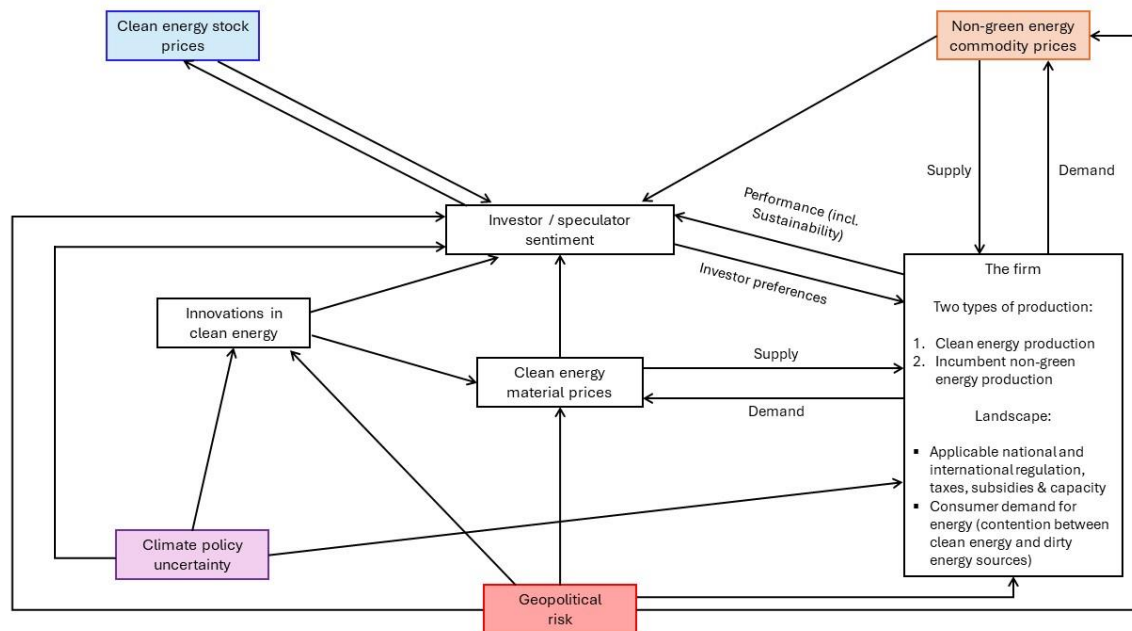 Clean energy stock
prices
Non-green energy
commodity prices
Supply
Demand
Performance (incl.
Sustainability)
Investor / speculator
sentiment
Investor preferences
The firm
Two types of production:
1. Clean energy production
2. Incumbent non-green
energy production
Landscape:
▪ Applicable national and
international regulation,
taxes, subsidies & capacity
▪ Consumer demand for
energy (contention between
clean energy and dirty
energy sources)
Innovations in
clean energy
Clean energy
material prices
Supply
Demand
Climate policy
uncertainty
Geopolitical
risk